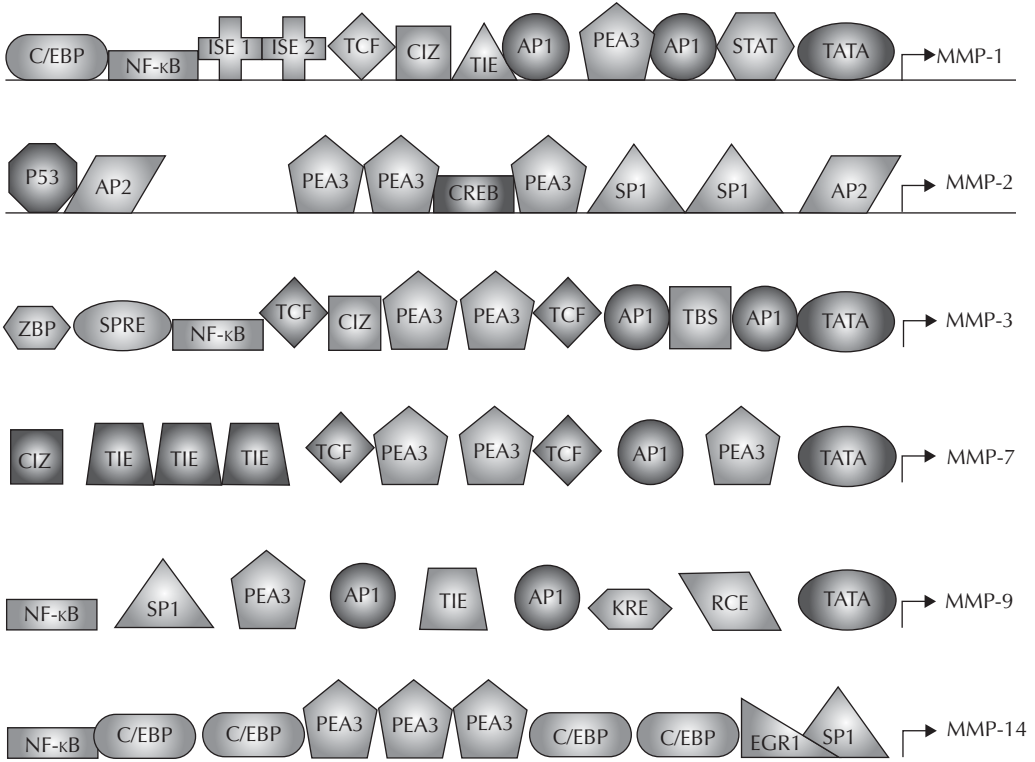 C/EBP NF-κB ISE 1 ISE 2 TCF CIZ TIE AP1 PEA3 AP1 STAT TATA MMP-1
P53 AP2 PEA3 PEA3 CREB PEA3 SP1 SP1 AP2 MMP-2
ZBP SPRE NF-κB TCF CIZ PEA3 PEA3 TCF AP1 TBS AP1 TATA MMP-3
CIZ TIE TIE TIE TCF PEA3 PEA3 TCF AP1 PEA3 TATA MMP-7
NF-κB SP1 PEA3 AP1 TIE AP1 KRE RCE TATA MMP-9
NF-κB C/EBP C/EBP PEA3 PEA3 PEA3 C/EBP C/EBP EGR1 SP1 MMP-14